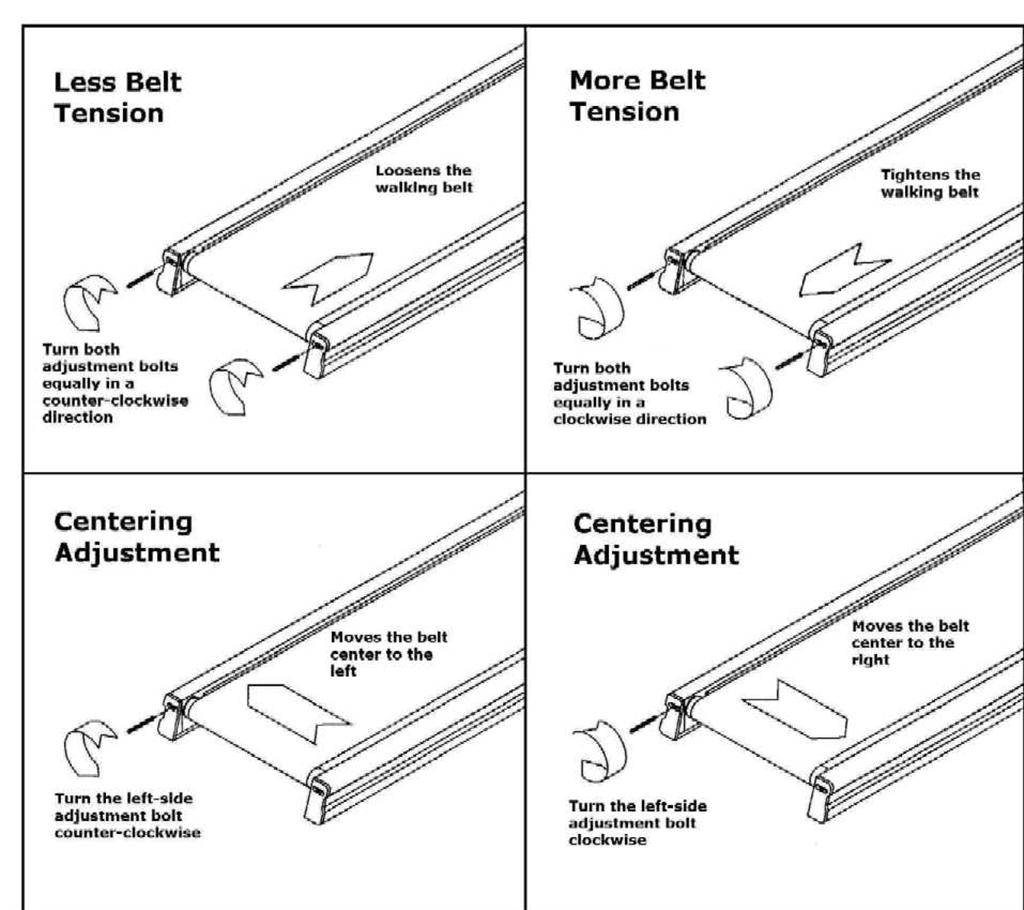 Less Belt
Tension
Loosens the
walking belt
Turn both
adjustment bolts
equally in a
counter-clockwise
direction
More Belt
Tension
Tightens the
walking belt
Turn both
adjustment bolts
equally in a
clockwise direction
Centering
Adjustment
Moves the belt
center to the
left
Turn the left-side
adjustment bolt
counter-clockwise
Centering
Adjustment
Moves the belt
center to the
right
Turn the left-side
adjustment bolt
clockwise